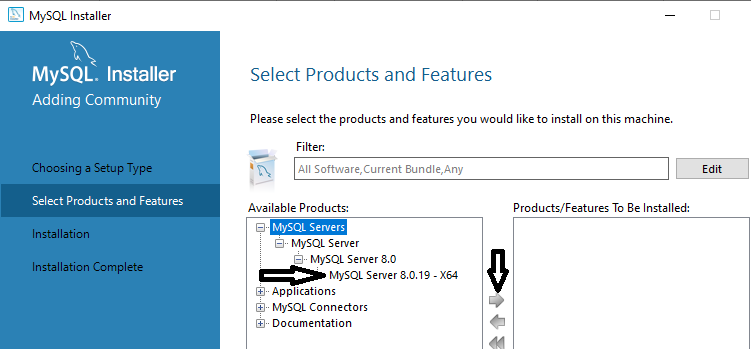 MySQL Installer
MySQL. Installer
Adding Community
Choosing a Setup Type
Select Products and Features
Installation
Installation Complete
Select Products and Features
Please select the products and features you would like to install on this machine.
Filter:
All Software,Current Bundle,Any
Edit
Available Products:
MySQL Servers
MySQL Server
MySQL Server 8.0
MySQL Server 8.0.19 - X64
Applications
MySQL Connectors
Documentation
Products/Features To Be Installed: